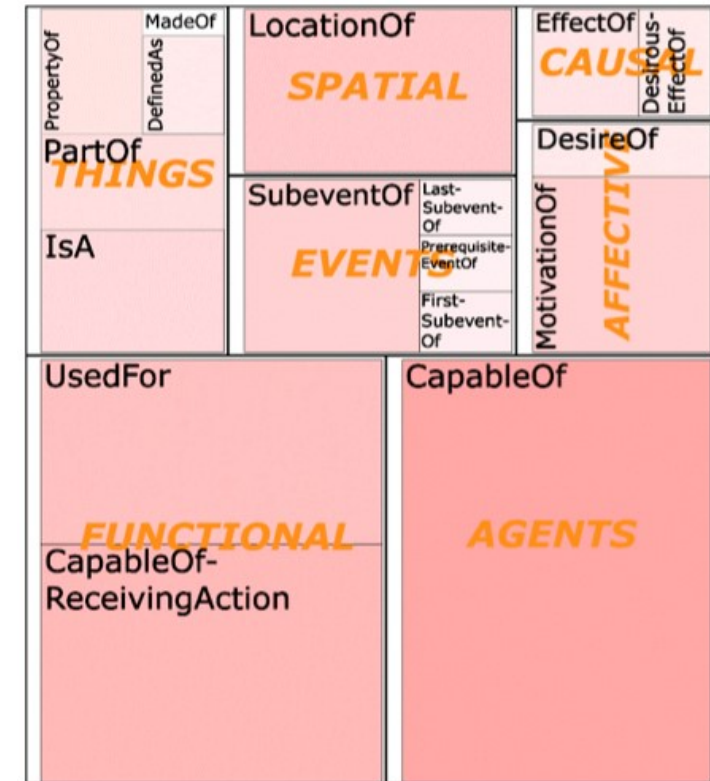 PropertyOf
MadeOf
DefinedAs
PartOf
THINGS
IsA
LocationOf
SPATIAL
SubeventOf
EVENTS
Last-
Subevent-
Of
Prerequisite-
EventOf
First-
Subevent-
Of
EffectOf
CAUSAL
Desirous-
EffectOf
DesireOf
MotivationOf
AFFECTIVE
UsedFor
FUNCTIONAL
CapableOf-
ReceivingAction
CapableOf
AGENTS